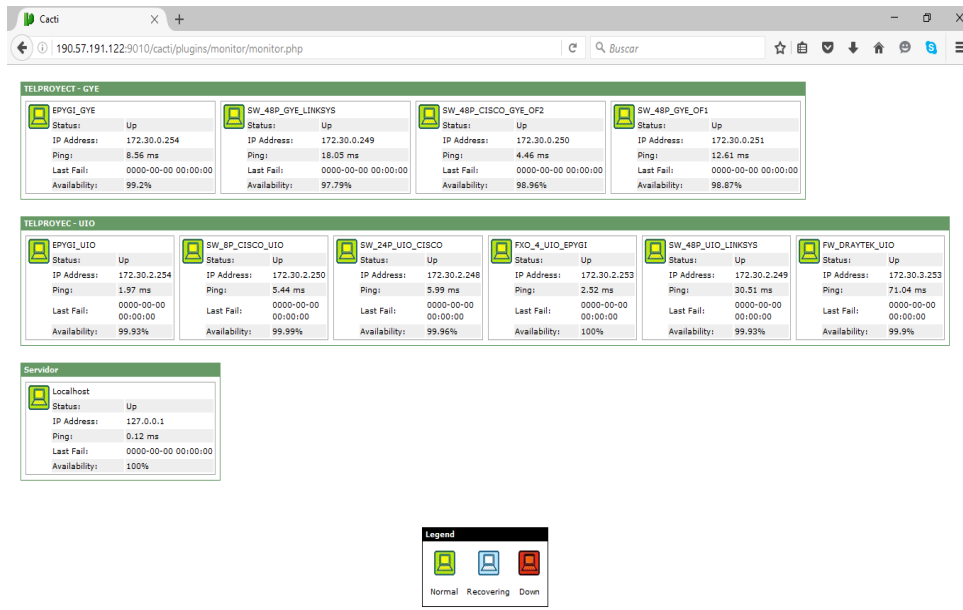 Cacti
190.57.191.122:9010/cacti/plugins/monitor/monitor.php
Buscar
TELPROYECT - GYE
EPYGI_GYE
Status: Up
IP Address: 172.30.0.254
Ping: 8.56 ms
Last Fail: 0000-00-00 00:00:00
Availability: 99.2%
SW_48P_GYE_LINKSYS
Status: Up
IP Address: 172.30.0.249
Ping: 18.05 ms
Last Fail: 0000-00-00 00:00:00
Availability: 97.79%
SW_48P_CISCO_GYE_OF2
Status: Up
IP Address: 172.30.0.250
Ping: 4.46 ms
Last Fail: 0000-00-00 00:00:00
Availability: 98.96%
SW_48P_GYE_OF1
Status: Up
IP Address: 172.30.0.251
Ping: 12.61 ms
Last Fail: 0000-00-00 00:00:00
Availability: 98.87%
TELPROYEC - UIO
EPYGI_UIO
Status: Up
IP Address: 172.30.2.254
Ping: 1.97 ms
Last Fail: 0000-00-00
00:00:00
Availability: 99.93%
SW_8P_CISCO_UIO
Status: Up
IP Address: 172.30.2.250
Ping: 5.44 ms
Last Fail: 0000-00-00
00:00:00
Availability: 99.99%
SW_24P_UIO_CISCO
Status: Up
IP Address: 172.30.2.248
Ping: 5.99 ms
Last Fail: 0000-00-00
00:00:00
Availability: 99.96%
FXO_4_UIO_EPYGI
Status: Up
IP Address: 172.30.2.253
Ping: 2.52 ms
Last Fail: 0000-00-00
00:00:00
Availability: 100%
SW_48P_UIO_LINKSYS
Status: Up
IP Address: 172.30.2.249
Ping: 30.51 ms
Last Fail: 0000-00-00
00:00:00
Availability: 99.93%
FW_DRAYTEK_UIO
Status: Up
IP Address: 172.30.3.253
Ping: 71.04 ms
Last Fail: 0000-00-00
00:00:00
Availability: 99.9%
Servidor
Localhost
Status: Up
IP Address: 127.0.0.1
Ping: 0.12 ms
Last Fail: 0000-00-00 00:00:00
Availability: 100%
Legend
Normal Recovering Down